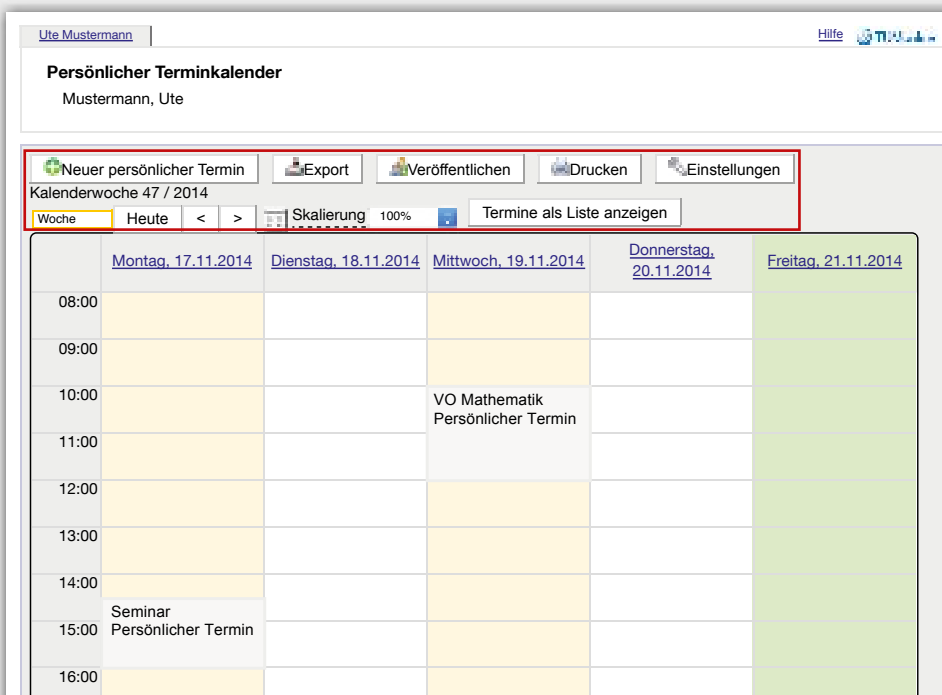 Ute Mustermann Hilfe
Persönlicher Terminkalender
Mustermann, Ute
Neuer persönlicher Termin Export Veröffentlichen Drucken Einstellungen
Kalenderwoche 47 / 2014
Woche Heute < > Skalierung 100% Termine als Liste anzeigen
Montag, 17.11.2014 Dienstag, 18.11.2014 Mittwoch, 19.11.2014 Donnerstag, 20.11.2014 Freitag, 21.11.2014
08:00
09:00
10:00 VO Mathematik
Persönlicher Termin
11:00
12:00
13:00
14:00
Seminar
15:00 Persönlicher Termin
16:00